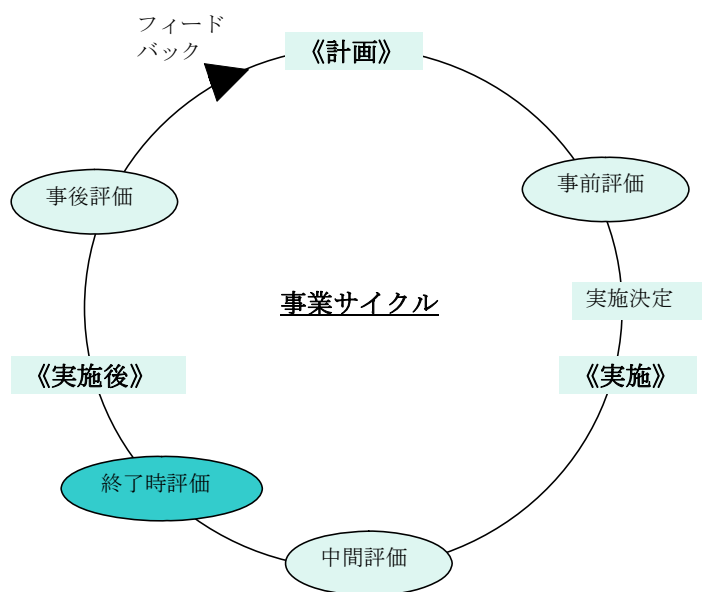 フィード
バック
《計画》
事後評価
事前評価
事業サイクル
実施決定
《実施後》
《実施》
終了時評価
中間評価